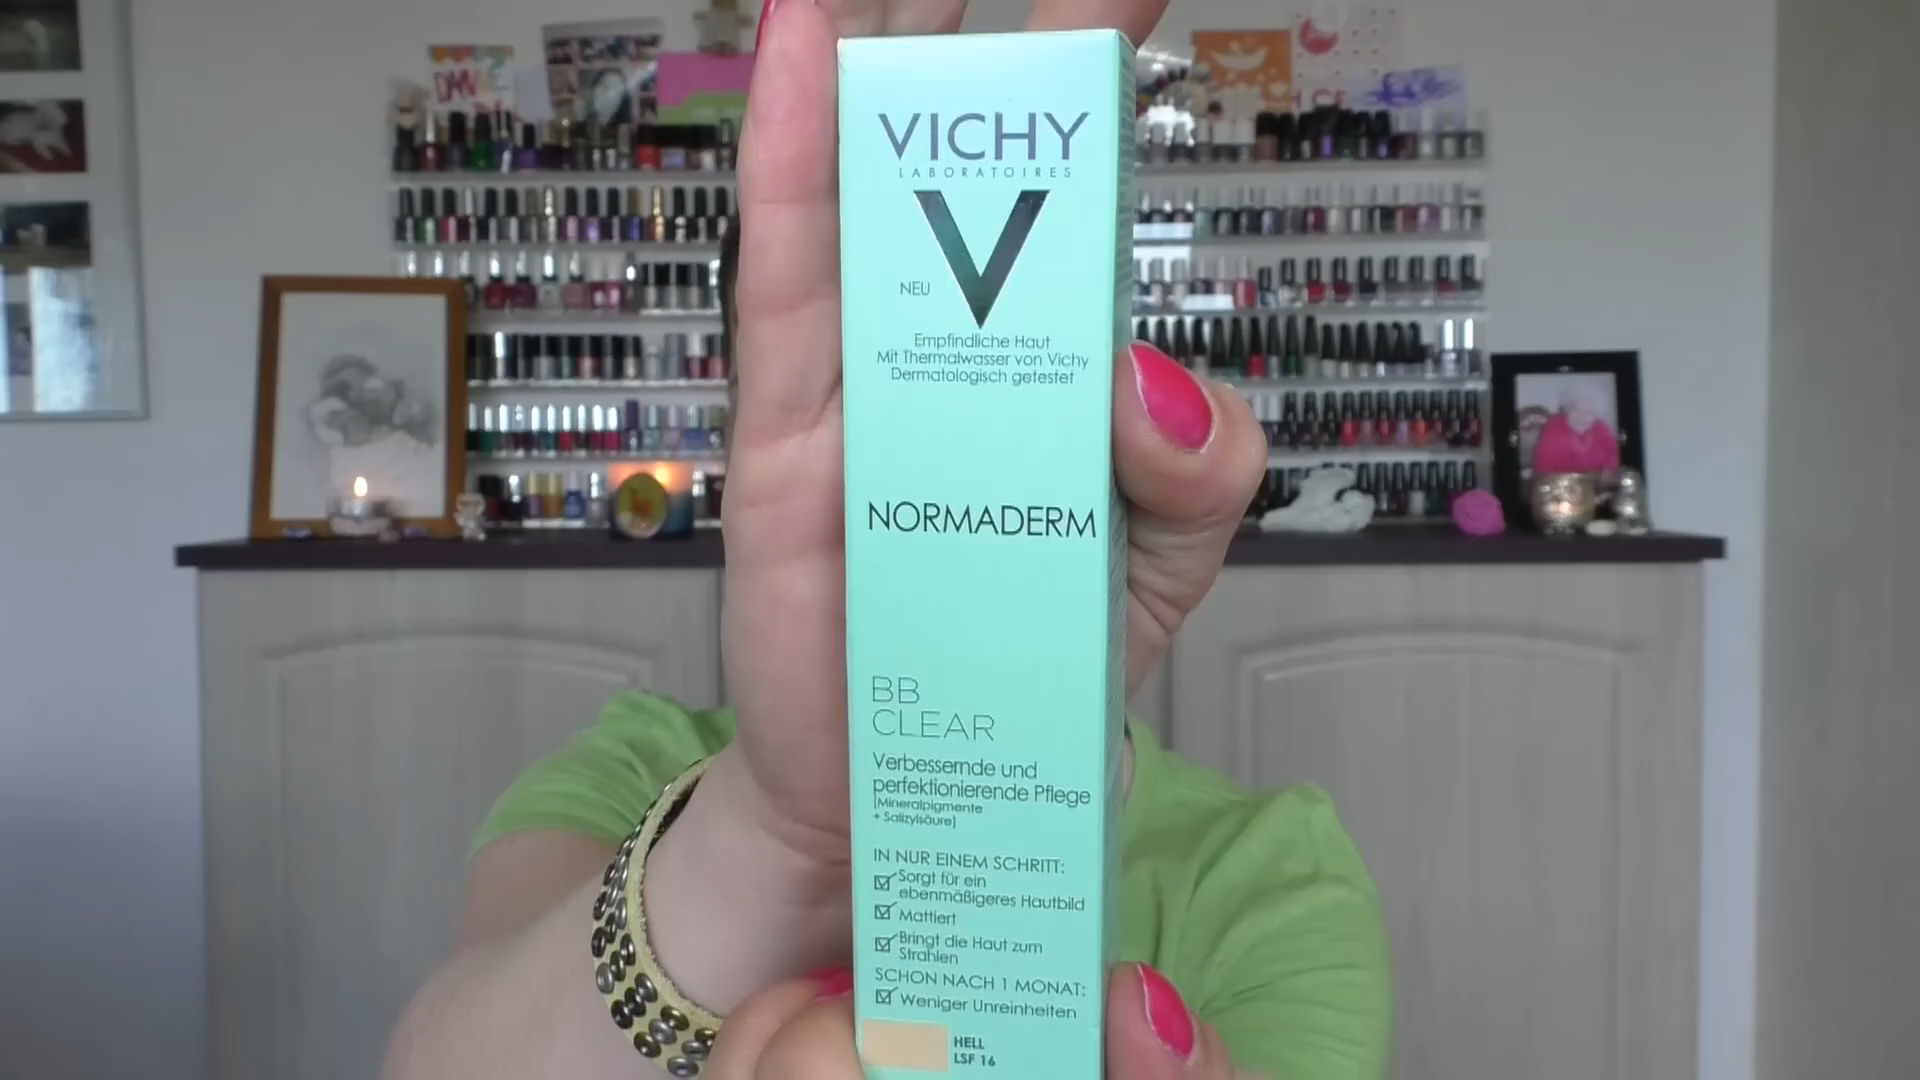 VICHY
LABORATOIRES
NEU
Empfindliche Haut
Mit Thermalwasser von Vichy
Dermatologisch getestet
NORMADERM
BB
CLEAR
Verbessernde und
perfektionierende Pflege
[Mineralpigmente
+ Salizylsäure]
IN NUR EINEM SCHRITT:
Sorgt für ein
ebenmäßigeres Hautbild
Mattiert
Bringt die Haut zum
Strahlen
SCHON NACH 1 MONAT:
Weniger Unreinheiten
HELL
LSF 16